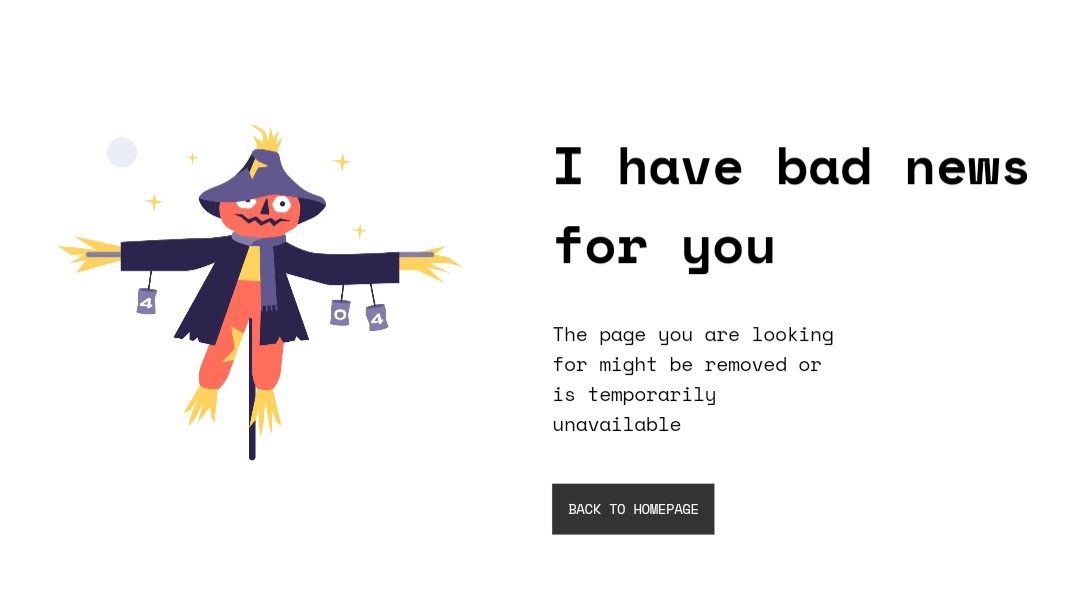 4
0
4
I have bad news
for you
The page you are looking
for might be removed or
is temporarily
unavailable
BACK TO HOMEPAGE